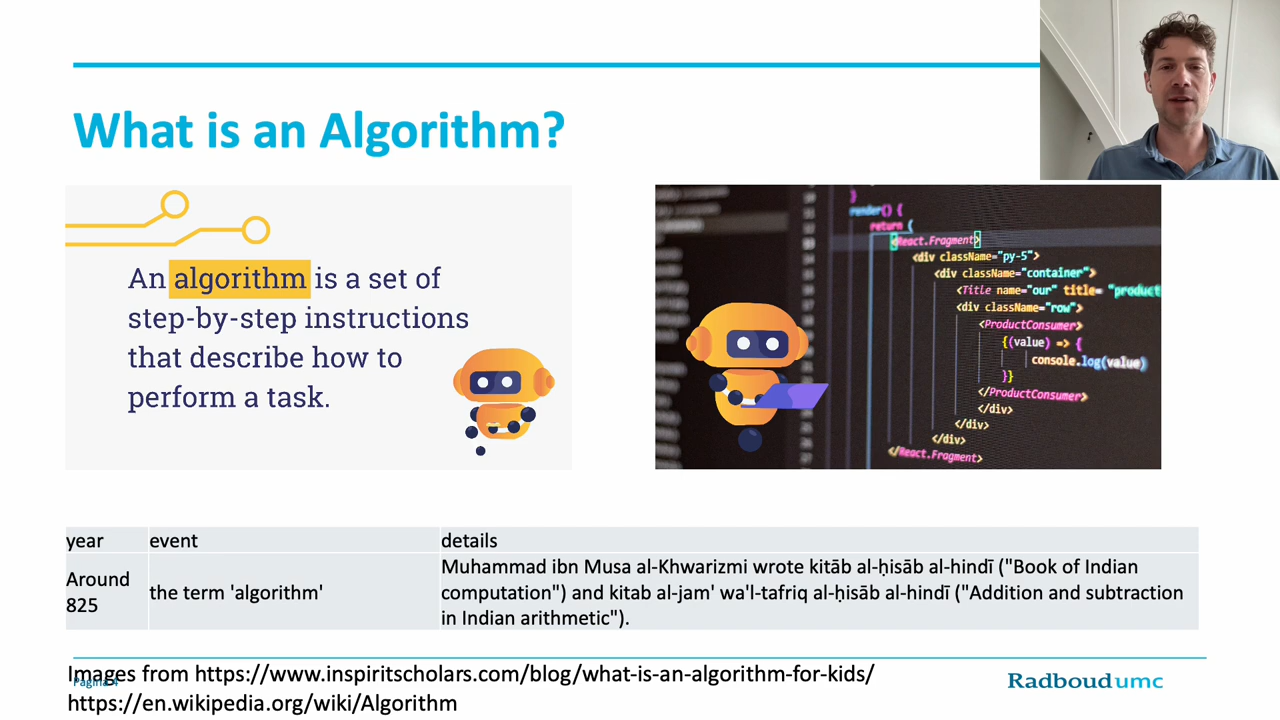 What is an Algorithm?
An algorithm is a set of
step-by-step instructions
that describe how to
perform a task.
}
render() {
return (
<React.Fragment>
<div className="py-5">
<div className="container">
<Title name="our" title= "product
<div className="row">
<ProductConsumer>
{(value) => {
console.log(value)
}}
</ProductConsumer>
</div>
</div>
</div>
</React.Fragment>
year event details
Around
825
the term 'algorithm'
Muhammad ibn Musa al-Khwarizmi wrote kitāb al-ḥisāb al-hindī ("Book of Indian
computation") and kitab al-jam' wa'l-tafriq al-ḥisāb al-hindī ("Addition and subtraction
in Indian arithmetic").
Images from https://www.inspiritscholars.com/blog/what-is-an-algorithm-for-kids/
https://en.wikipedia.org/wiki/Algorithm
Pagina 4
Radboudumc